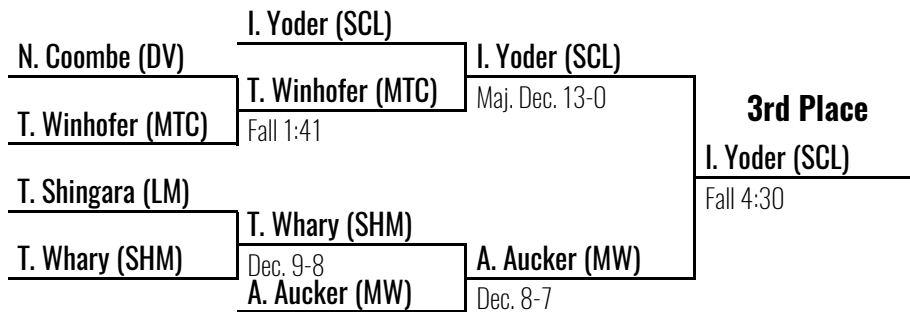 I. Yoder (SCL)
N. Coombe (DV)
I. Yoder (SCL)
T. Winhofer (MTC)
Maj. Dec. 13-0
3rd Place
T. Winhofer (MTC)
Fall 1:41
I. Yoder (SCL)
T. Shingara (LM)
Fall 4:30
T. Whary (SHM)
T. Whary (SHM)
Dec. 9-8
A. Aucker (MW)
A. Aucker (MW)
Dec. 8-7